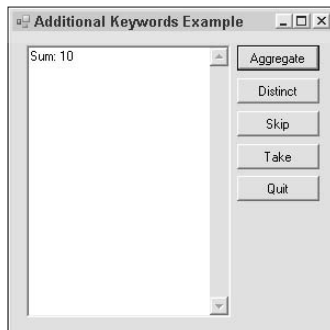 Additional Keywords Example
Sum: 10
Aggregate
Distinct
Skip
Take
Quit